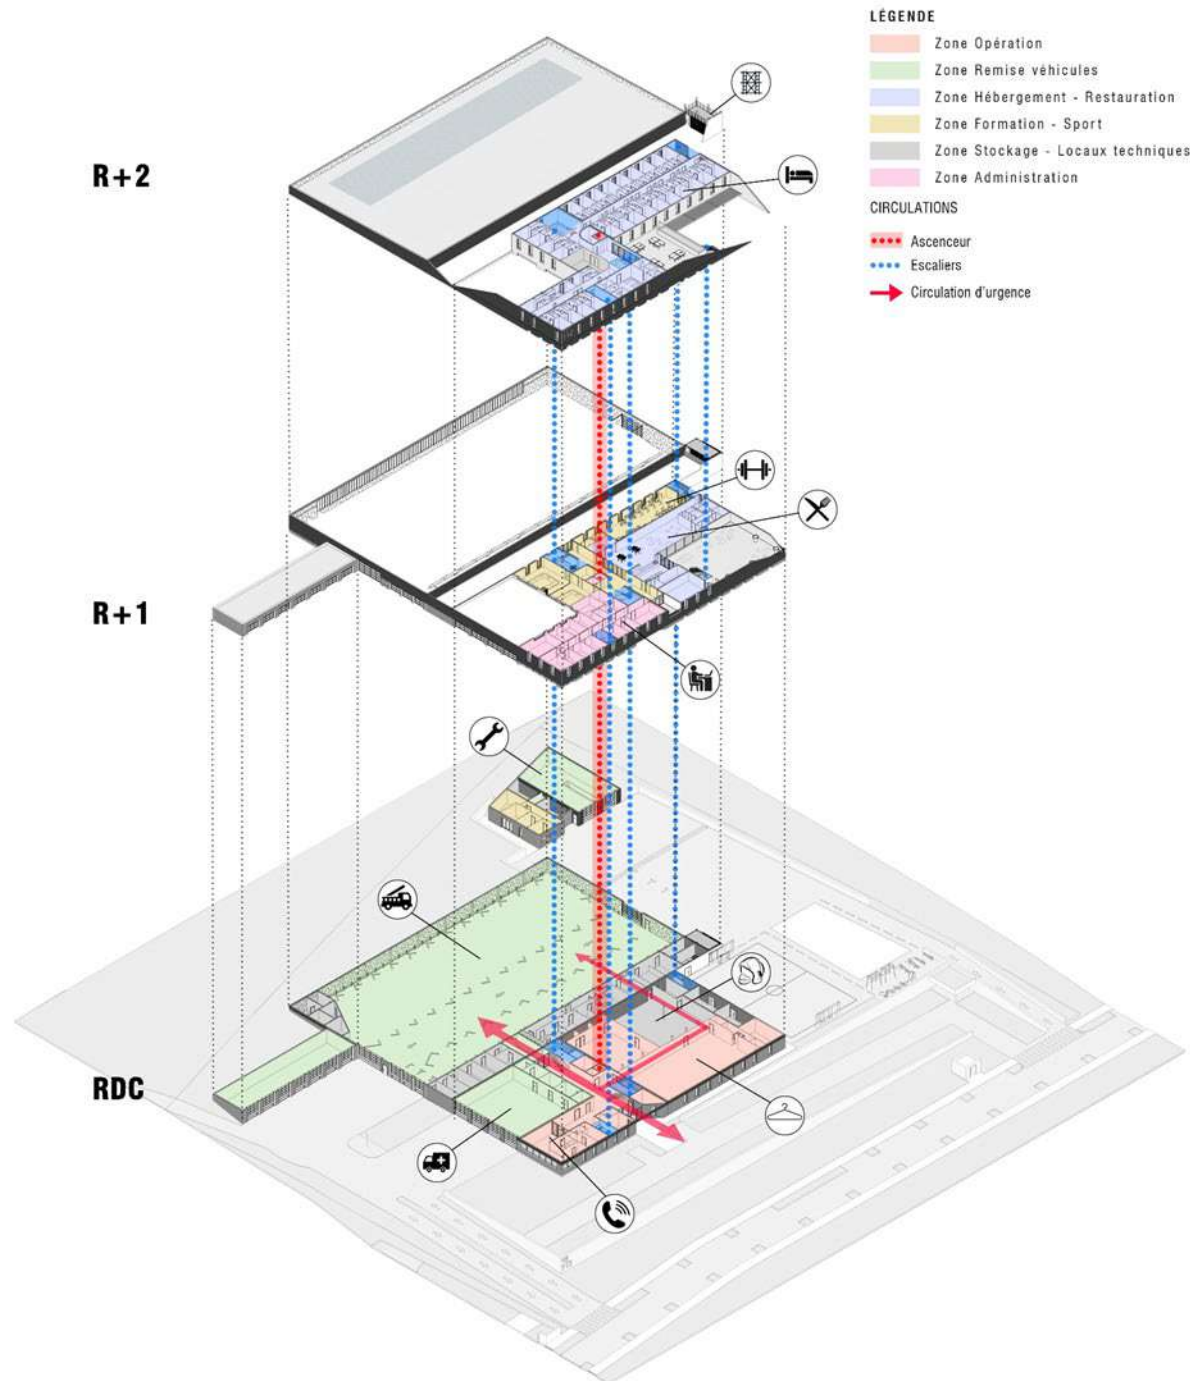 LÉGENDE
Zone Opération
Zone Remise véhicules
Zone Hébergement - Restauration
Zone Formation - Sport
Zone Stockage - Locaux techniques
Zone Administration
CIRCULATIONS
Ascenceur
Escaliers
Circulation d'urgence
R+2
R+1
RDC